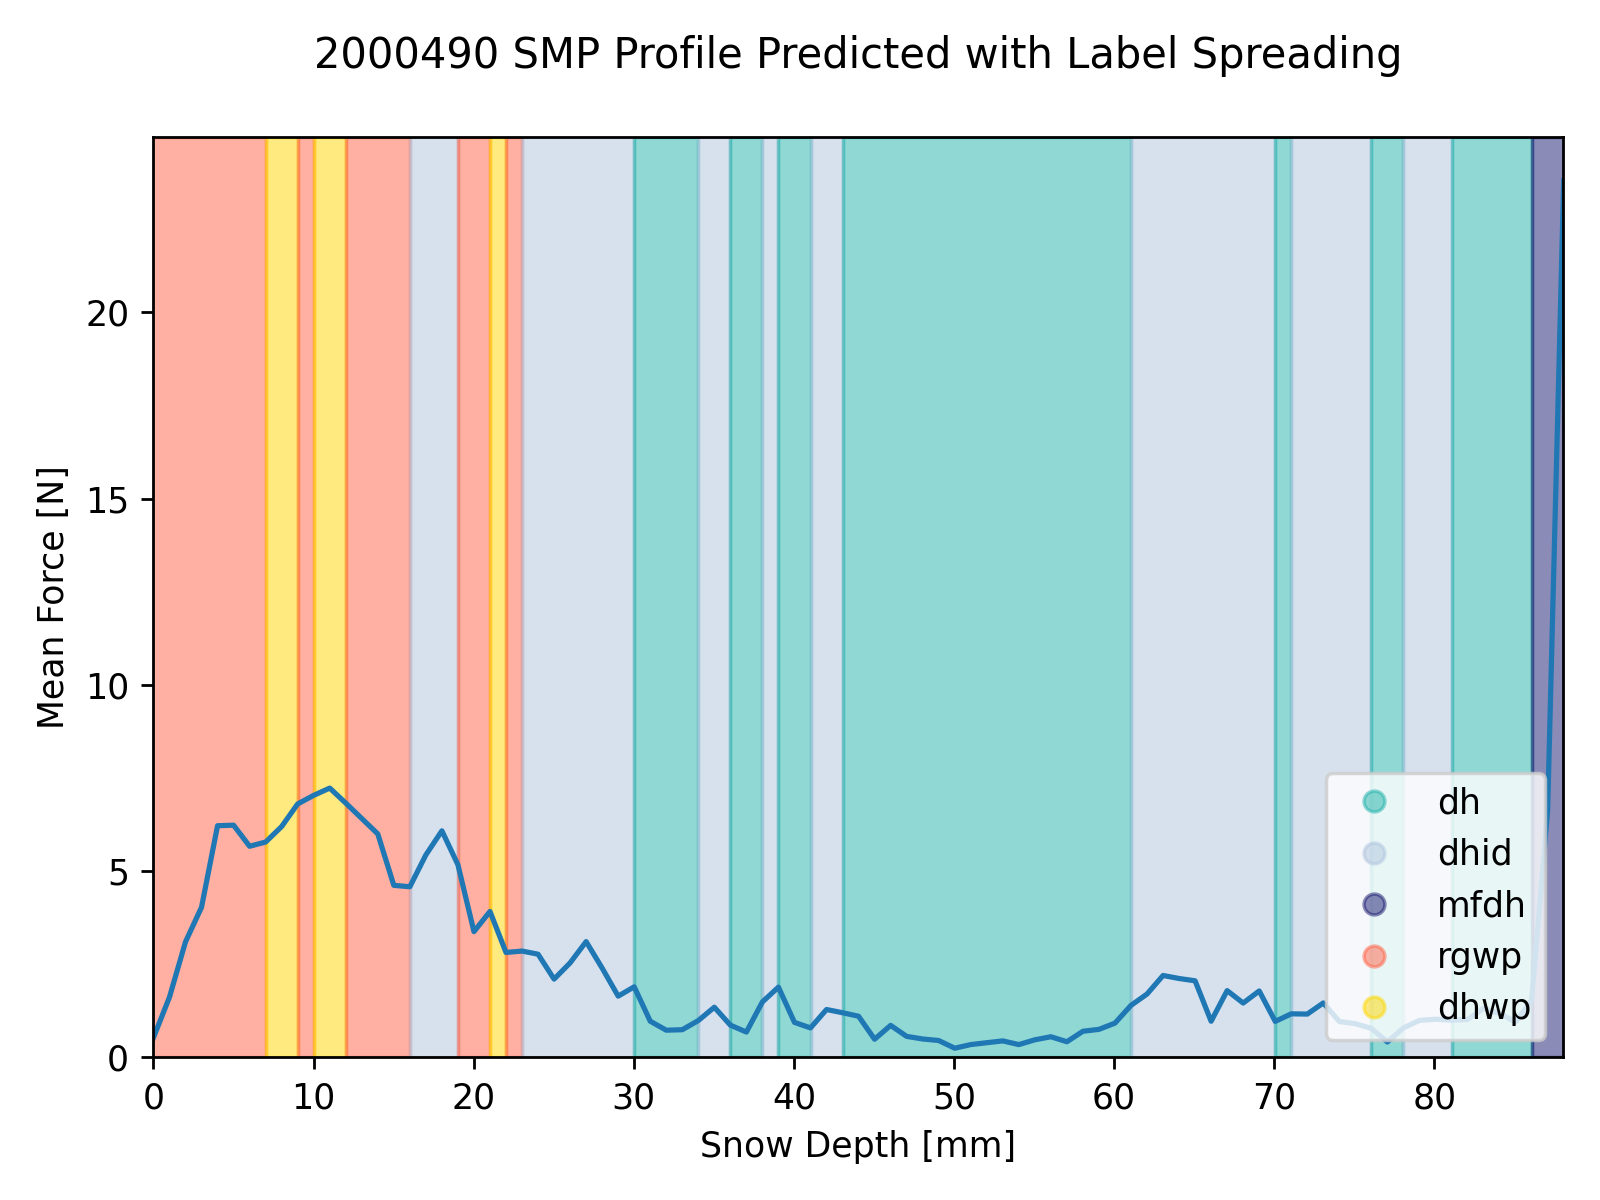 2000490 SMP Profile Predicted with Label Spreading
Mean Force [N]
20
15
10
5
0
0 10 20 30 40 50 60 70 80
Snow Depth [mm]
dh
dhid
mfdh
rgwp
dhwp